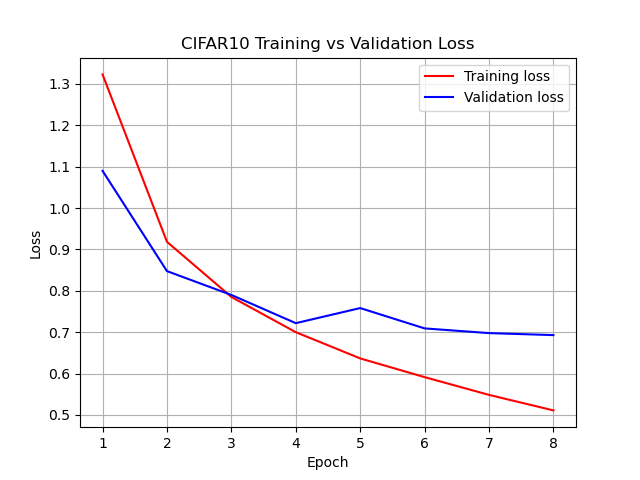 CIFAR10 Training vs Validation Loss
Training loss
Validation loss
1.3
1.2
1.1
1.0
0.9
0.8
0.7
0.6
0.5
Loss
1 2 3 4 5 6 7 8
Epoch